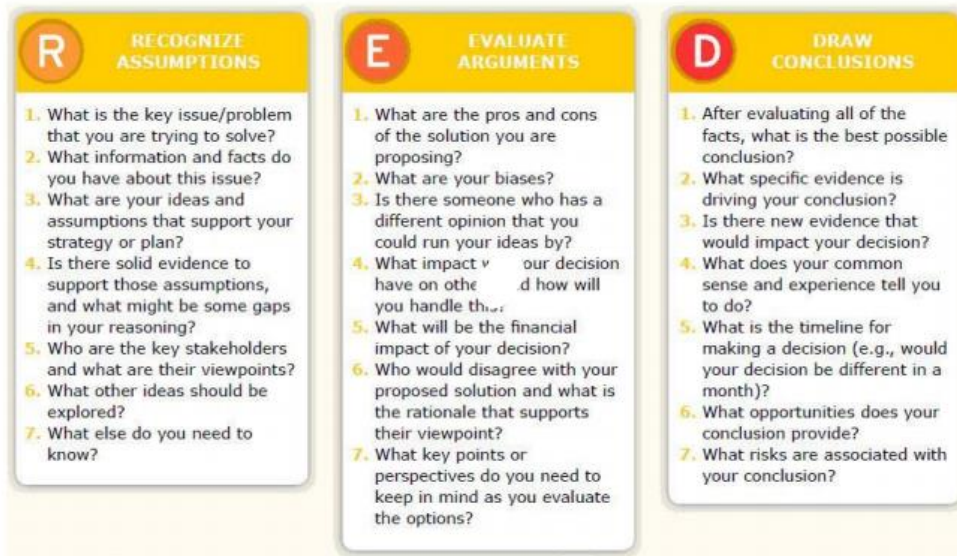 R
RECOGNIZE
ASSUMPTIONS
1. What is the key issue/problem
that you are trying to solve?
2. What information and facts do
you have about this issue?
3. What are your ideas and
assumptions that support your
strategy or plan?
4. Is there solid evidence to
support those assumptions,
and what might be some gaps
in your reasoning?
5. Who are the key stakeholders
and what are their viewpoints?
6. What other ideas should be
explored?
7. What else do you need to
know?
E
EVALUATE
ARGUMENTS
1. What are the pros and cons
of the solution you are
proposing?
2. What are your biases?
3. Is there someone who has a
different opinion that you
could run your ideas by?
4. What impact decision
have on how will
you handle
5. What will be the financial
impact of your decision?
6. Who would disagree with your
proposed solution and what is
the rationale that supports
their viewpoint?
7. What key points or
perspectives do you need to
keep in mind as you evaluate
the options?
D
DRAW
CONCLUSIONS
1. After evaluating all of the
facts, what is the best possible
conclusion?
2. What specific evidence is
driving your conclusion?
3. Is there new evidence that
would impact your decision?
4. What does your common
sense and experience tell you
to do?
5. What is the timeline for
making a decision (e.g., would
your decision be different in a
month)?
6. What opportunities does your
conclusion provide?
7. What risks are associated with
your conclusion?